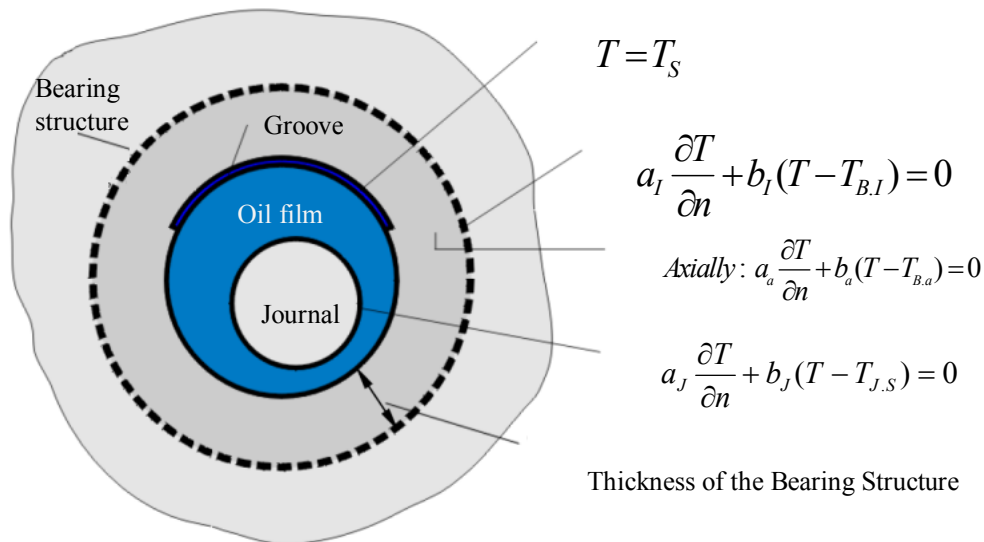 T = T_S
Bearing
structure
Groove
a_I ∂T/∂n + b_I (T − T_{B.I}) = 0
Oil film
Axially : a_a ∂T/∂n + b_a (T − T_{B.a}) = 0
Journal
a_J ∂T/∂n + b_J (T − T_{J.S}) = 0
Thickness of the Bearing Structure